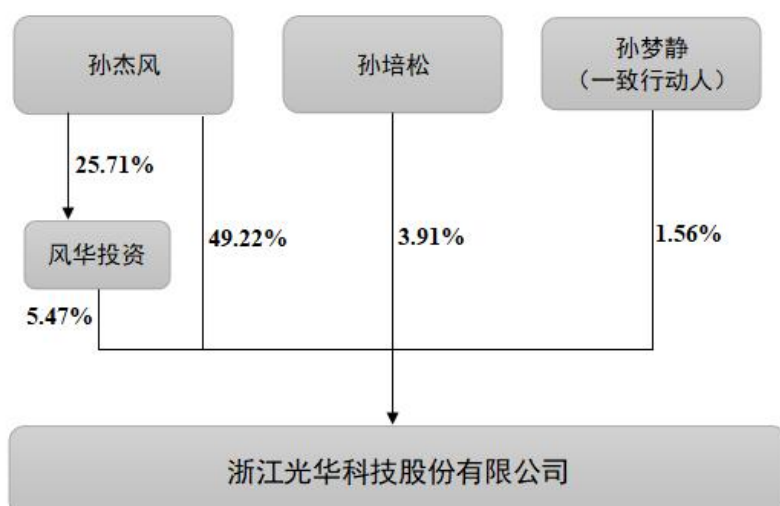 孙杰风
孙培松
孙梦静
（一致行动人）
25.71%
风华投资
49.22%
3.91%
1.56%
5.47%
浙江光华科技股份有限公司